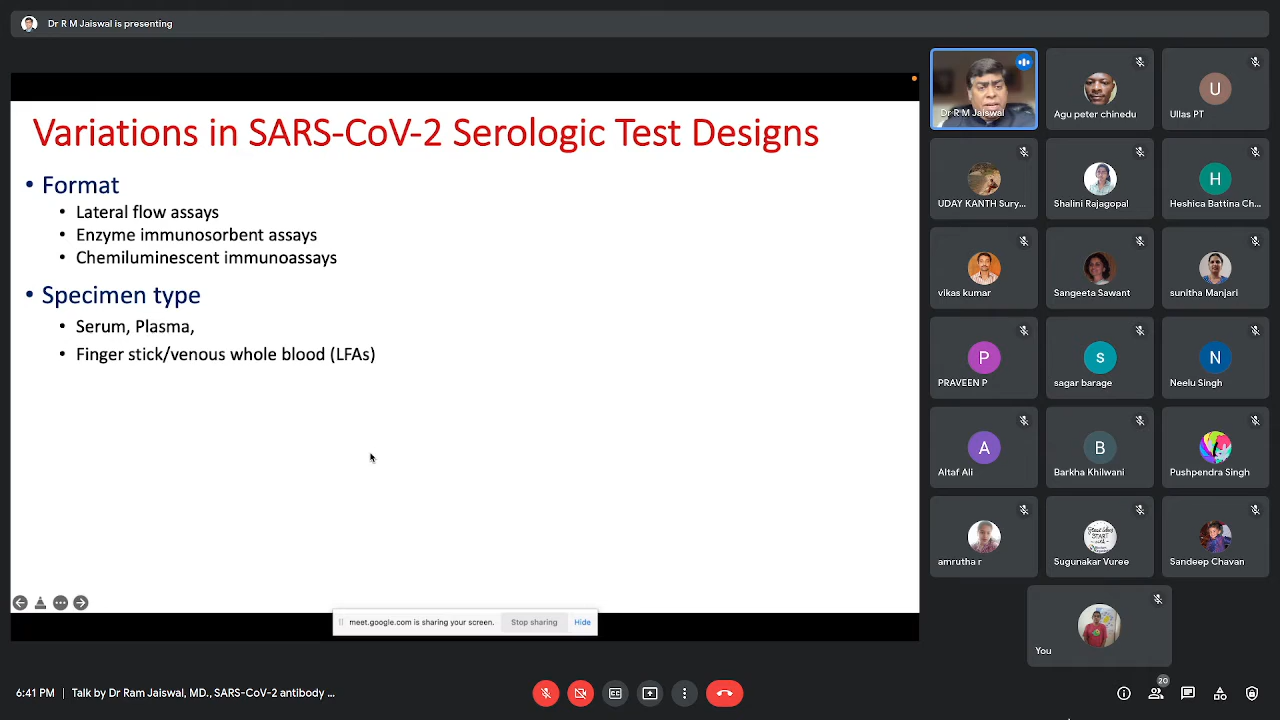 Dr R M Jaiswal is presenting
Variations in SARS-CoV-2 Serologic Test Designs
• Format
• Lateral flow assays
• Enzyme immunosorbent assays
• Chemiluminescent immunoassays
• Specimen type
• Serum, Plasma,
• Finger stick/venous whole blood (LFAs)
meet.google.com is sharing your screen.
Stop sharing
Hide
Dr R M Jaiswal
Agu peter chinedu
U
Ullas PT
UDAY KANTH Sury...
Shalini Rajagopal
H
Heshica Battina Ch...
vikas kumar
Sangeeta Sawant
sunitha Manjari
P
PRAVEEN P
s
sagar barage
N
Neelu Singh
A
Altaf Ali
B
Barkha Khilwani
Pushpendra Singh
amrutha r
START
Sugunakar Vuree
Sandeep Chavan
You
6:41 PM | Talk by Dr Ram Jaiswal, MD., SARS-CoV-2 antibody ...
20